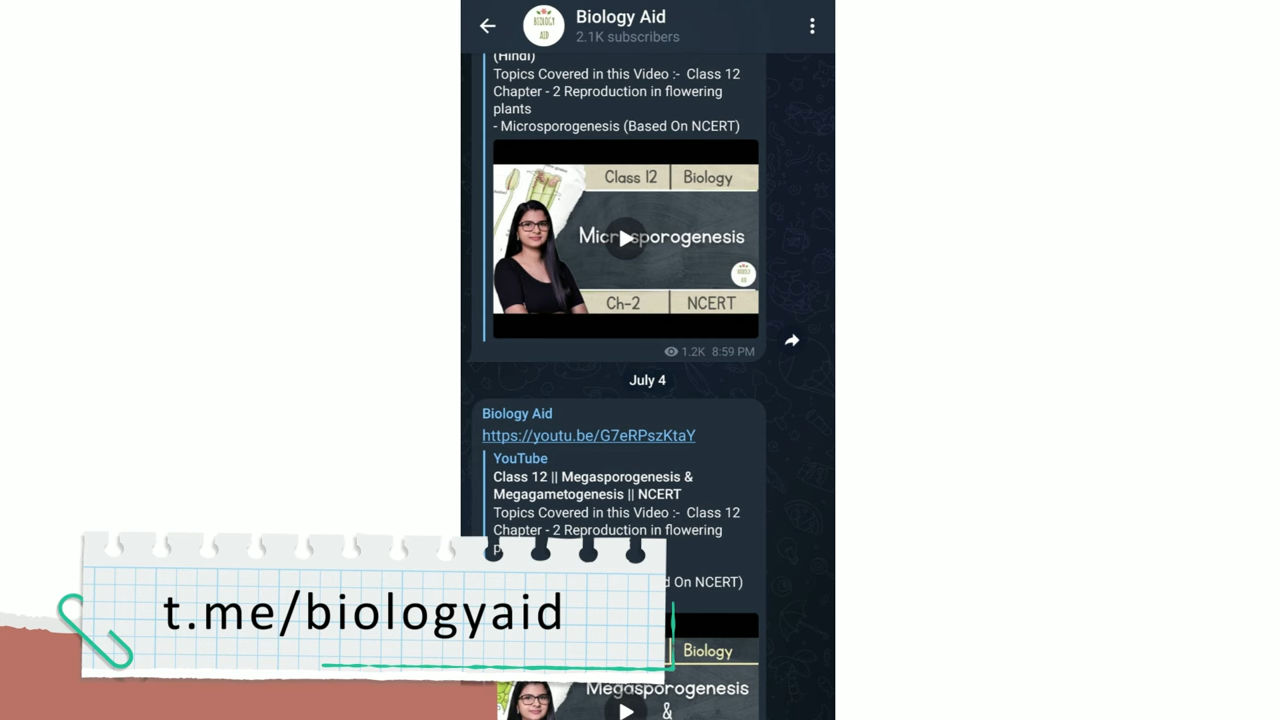 Biology Aid
2.1K subscribers
BIOLOGY
AID
(Hindi)
Topics Covered in this Video :- Class 12
Chapter - 2 Reproduction in flowering
plants
- Microsporogenesis (Based On NCERT)
Class 12 | Biology
Microsporogenesis
Ch-2 | NCERT
1.2K 8:59 PM
July 4
Biology Aid
https://youtu.be/G7eRPszKtaY
YouTube
Class 12 || Megasporogenesis &
Megagametogenesis || NCERT
Topics Covered in this Video :- Class 12
Chapter - 2 Reproduction in flowering
p
d On NCERT)
t.me/biologyaid
Biology
Megasporogenesis
&